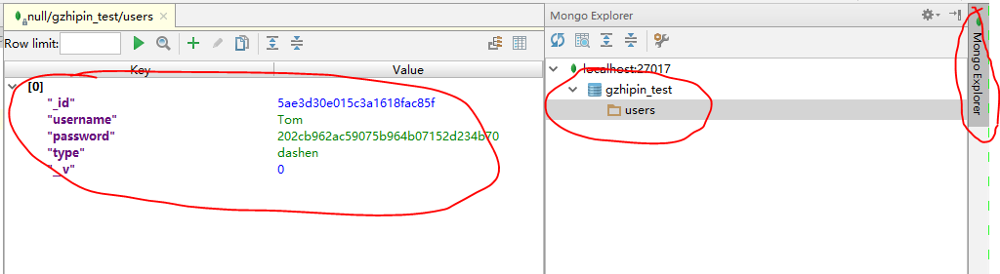 null/gzhipin_test/users
Row limit:
Key Value
[0]
"_id" 5ae3d30e015c3a1618fac85f
"username" Tom
"password" 202cb962ac59075b964b07152d234b70
"type" dashen
"__v" 0
Mongo Explorer
localhost:27017
gzhipin_test
users
Mongo Explorer